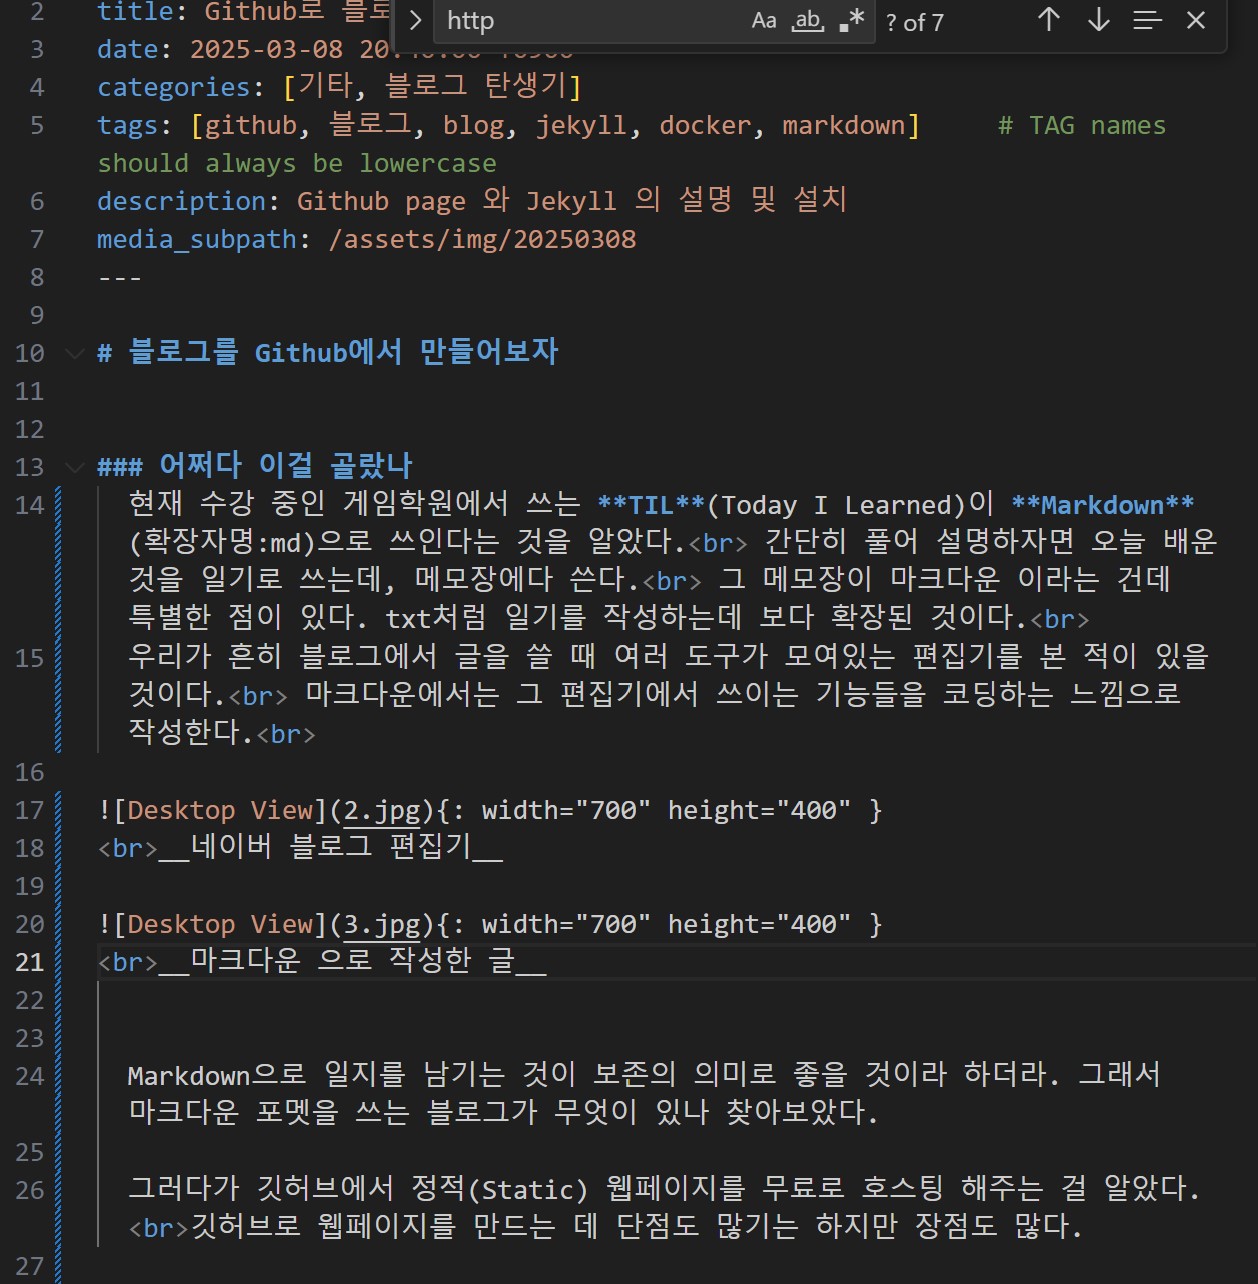 http Aa ab ? of 7
2 title: Github로 블로
3 date: 2025-03-08
4 categories: [기타, 블로그 탄생기]
5 tags: [github, 블로그, blog, jekyll, docker, markdown] # TAG names
should always be lowercase
6 description: Github page 와 Jekyll 의 설명 및 설치
7 media_subpath: /assets/img/20250308
8 ---
9
10 # 블로그를 Github에서 만들어보자
11
12
13 ### 어쩌다 이걸 골랐나
14 현재 수강 중인 게임학원에서 쓰는 **TIL**(Today I Learned)이 **Markdown**
(확장자명:md)으로 쓰인다는 것을 알았다.<br> 간단히 풀어 설명하자면 오늘 배운
것을 일기로 쓰는데, 메모장에다 쓴다.<br> 그 메모장이 마크다운 이라는 건데
특별한 점이 있다. txt처럼 일기를 작성하는데 보다 확장된 것이다.<br>
15 우리가 흔히 블로그에서 글을 쓸 때 여러 도구가 모여있는 편집기를 본 적이 있을
것이다.<br> 마크다운에서는 그 편집기에서 쓰이는 기능들을 코딩하는 느낌으로
작성한다.<br>
16
17 ![Desktop View](2.jpg){: width="700" height="400" }
18 <br>__네이버 블로그 편집기__
19
20 ![Desktop View](3.jpg){: width="700" height="400" }
21 <br>__마크다운 으로 작성한 글__
22
23
24 Markdown으로 일지를 남기는 것이 보존의 의미로 좋을 것이라 하더라. 그래서
마크다운 포멧을 쓰는 블로그가 무엇이 있나 찾아보았다.
25
26 그러다가 깃허브에서 정적(Static) 웹페이지를 무료로 호스팅 해주는 걸 알았다.
<br>깃허브로 웹페이지를 만드는 데 단점도 많기는 하지만 장점도 많다.
27